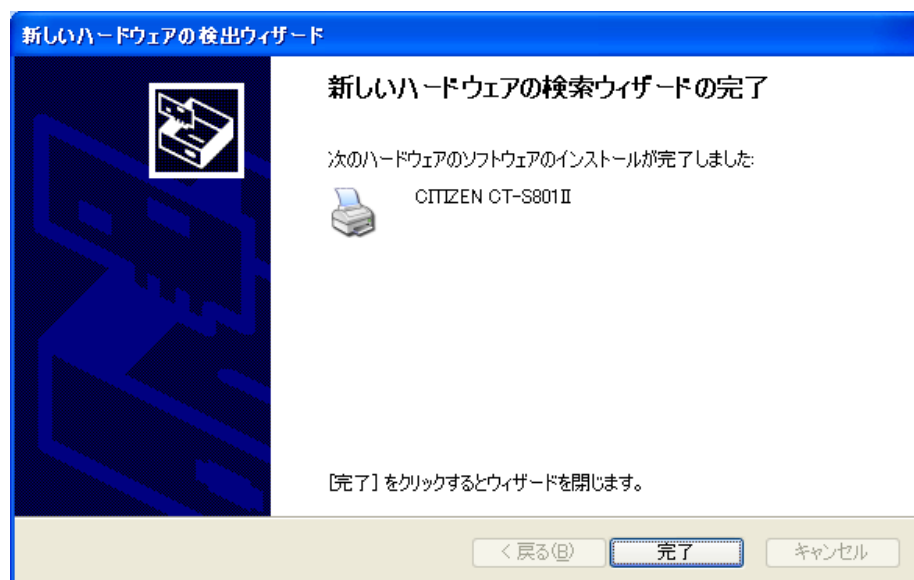 新しいハードウェアの検出ウィザード
新しいハードウェアの検索ウィザードの完了
次のハードウェアのソフトウェアのインストールが完了しました:
CITIZEN CT-S801II
[完了] をクリックするとウィザードを閉じます。
< 戻る(B)
完了
キャンセル